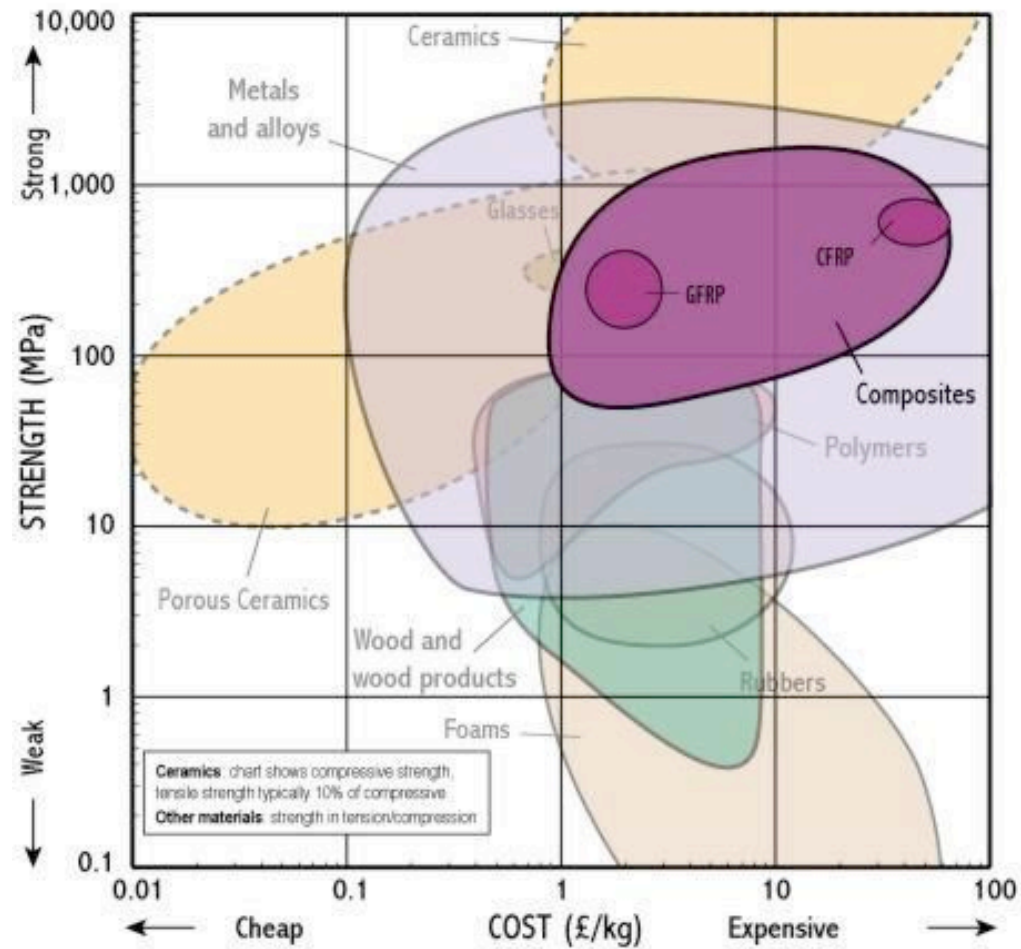 10,000
Ceramics
Metals
and alloys
Strong
1,000
Glasses
CFRP
GFRP
STRENGTH (MPa)
100
Composites
Polymers
10
Porous Ceramics
Wood and
wood products
Rubbers
1
Foams
Weak
Ceramics: chart shows compressive strength,
tensile strength typically 10% of compressive
Other materials: strength in tension/compression
0.1
0.01
0.1
1
10
100
Cheap
COST (£/kg)
Expensive